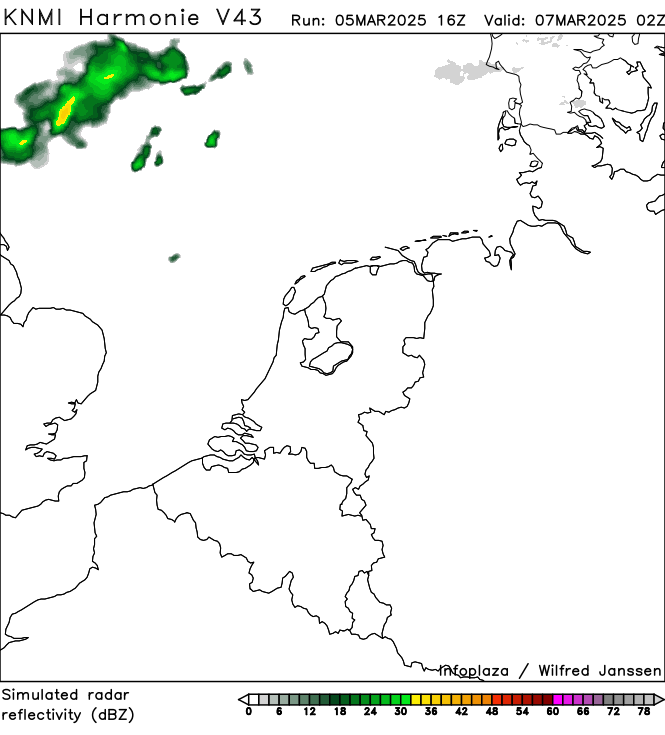 KNMI Harmonie V43 Run: 05MAR2025 16Z Valid: 07MAR2025 02Z
infoplaza / Wilfred Janssen
Simulated radar
reflectivity (dBZ)
0 6 12 18 24 30 36 42 48 54 60 66 72 78